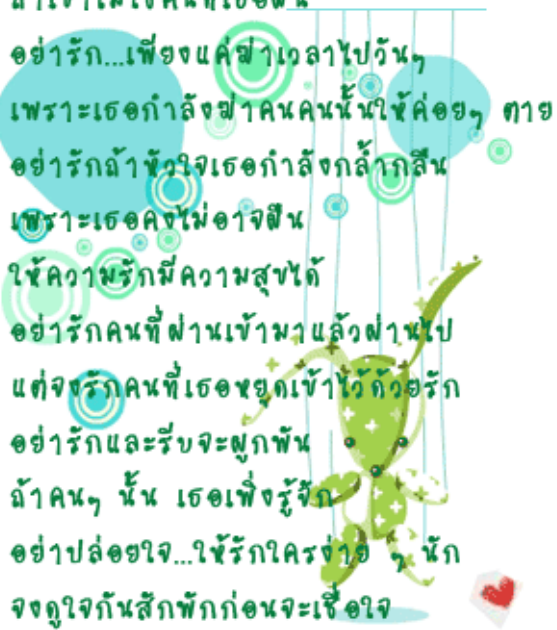 อย่ารัก...เพียงแค่ฆ่าเวลาไปวันๆ
เพราะเธอกำลังฆ่าคนคนนั้นให้ค่อยๆ ตาย
อย่ารักถ้าหัวใจเธอกำลังกล้ำกลืน
เพราะเธอคงไม่อาจฝืน
ให้ความรักมีความสุขได้
อย่ารักคนที่ผ่านเข้ามาแล้วผ่านไป
แต่จงรักคนที่เธอหยุดเข้าไว้ด้วยรัก
อย่ารักและรีบจะผูกพัน
ถ้าคนๆ นั้น เธอเพิ่งรู้จัก
อย่าปล่อยใจ...ให้รักใครง่าย ๆ นัก
จงดูใจกันสักพักก่อนจะเชื่อใจ